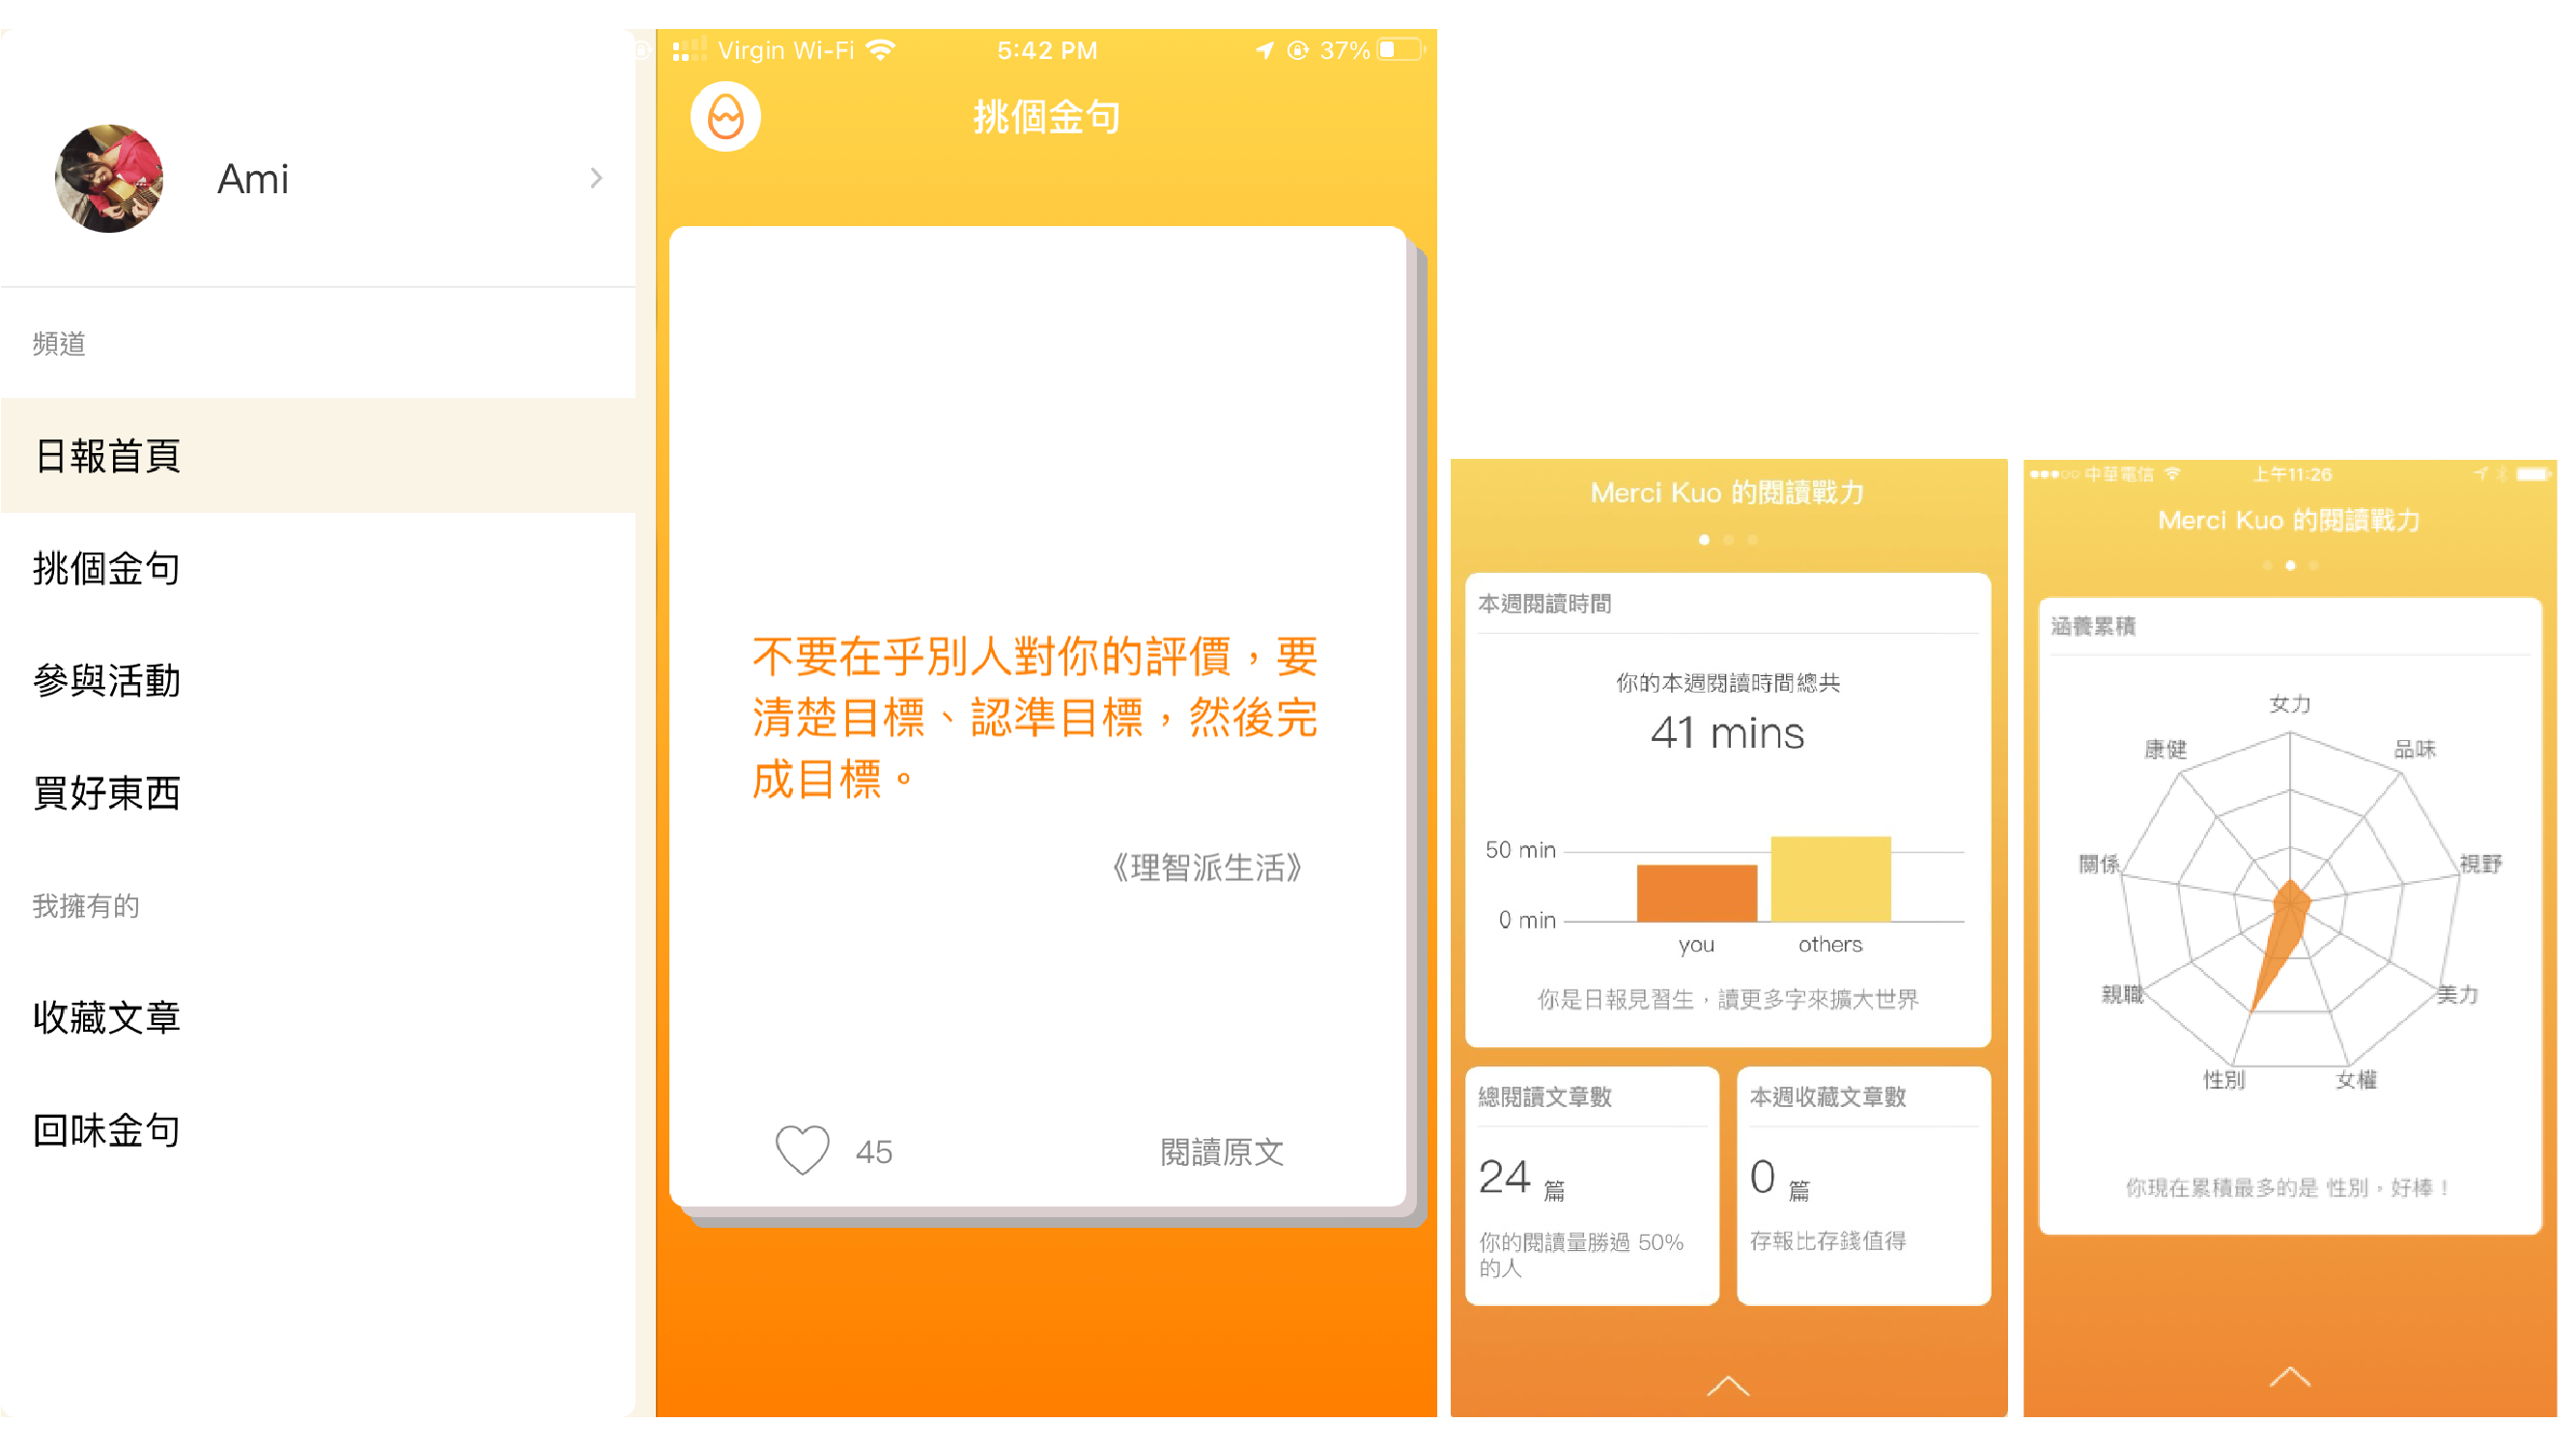 Ami
頻道
日報首頁
挑個金句
參與活動
買好東西
我擁有的
收藏文章
回味金句
Virgin Wi-Fi 5:42 PM 37%
挑個金句
不要在乎別人對你的評價，要
清楚目標、認準目標，然後完
成目標。
《理智派生活》
45 閱讀原文
Merci Kuo 的閱讀戰力
本週閱讀時間
你的本週閱讀時間總共
41 mins
50 min
0 min
you others
你是日報見習生，讀更多字來擴大世界
總閱讀文章數
24 篇
你的閱讀量勝過 50%
的人
本週收藏文章數
0 篇
存報比存錢值得
中華電信 上午11:26
Merci Kuo 的閱讀戰力
涵養累積
女力
康健 品味
關係 視野
親職 美力
性別 女權
你現在累積最多的是 性別，好棒！